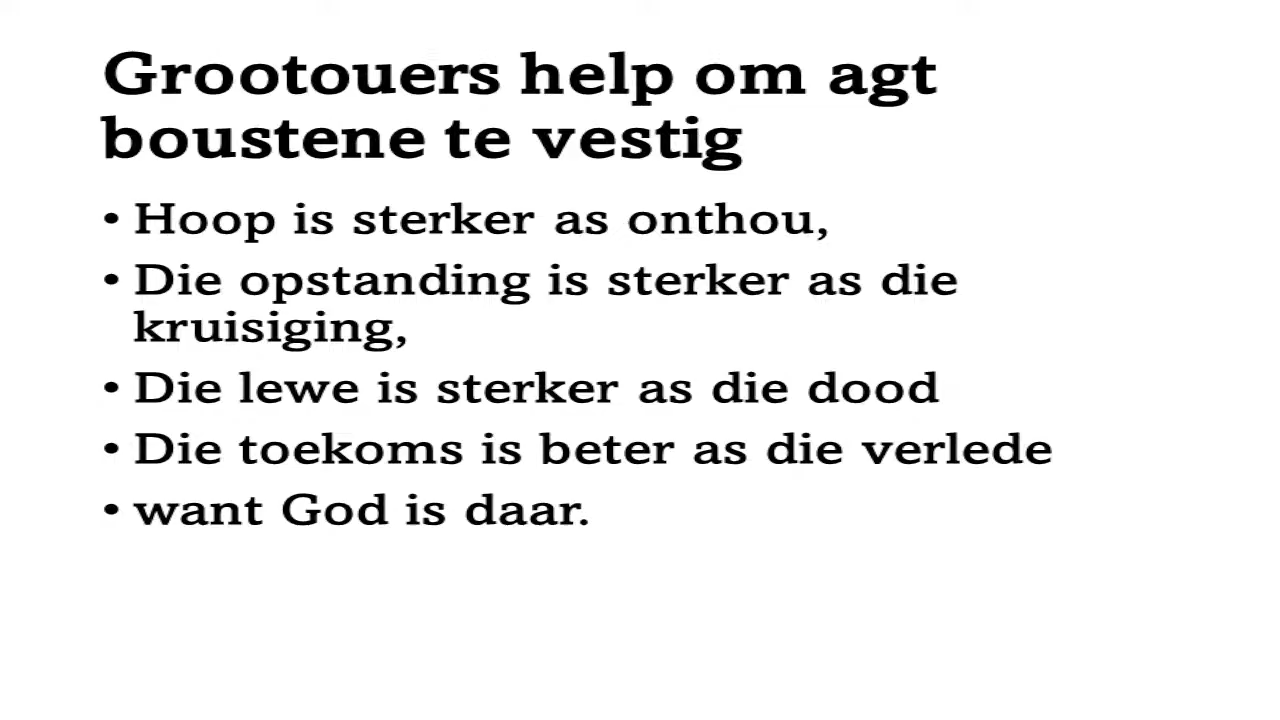 Grootouers help om agt
boustene te vestig
• Hoop is sterker as onthou,
• Die opstanding is sterker as die
kruisiging,
• Die lewe is sterker as die dood
• Die toekoms is beter as die verlede
• want God is daar.